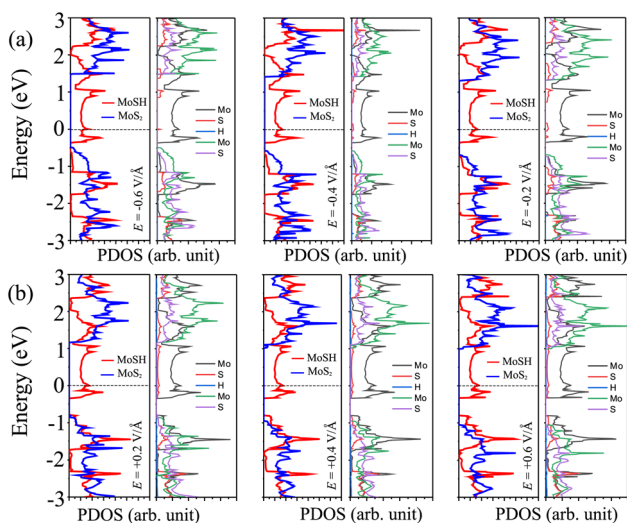 (a)
Energy (eV)
3
2
1
0
-1
-2
-3
MoSH
MoS₂
E = -0.6 V/Å
Mo
S
H
Mo
S
MoSH
MoS₂
E = -0.4 V/Å
Mo
S
H
Mo
S
MoSH
MoS₂
E = -0.2 V/Å
Mo
S
H
Mo
S
PDOS (arb. unit)
PDOS (arb. unit)
PDOS (arb. unit)
(b)
Energy (eV)
3
2
1
0
-1
-2
-3
MoSH
MoS₂
E = +0.2 V/Å
Mo
S
H
Mo
S
MoSH
MoS₂
E = +0.4 V/Å
Mo
S
H
Mo
S
MoSH
MoS₂
E = +0.6 V/Å
Mo
S
H
Mo
S
PDOS (arb. unit)
PDOS (arb. unit)
PDOS (arb. unit)